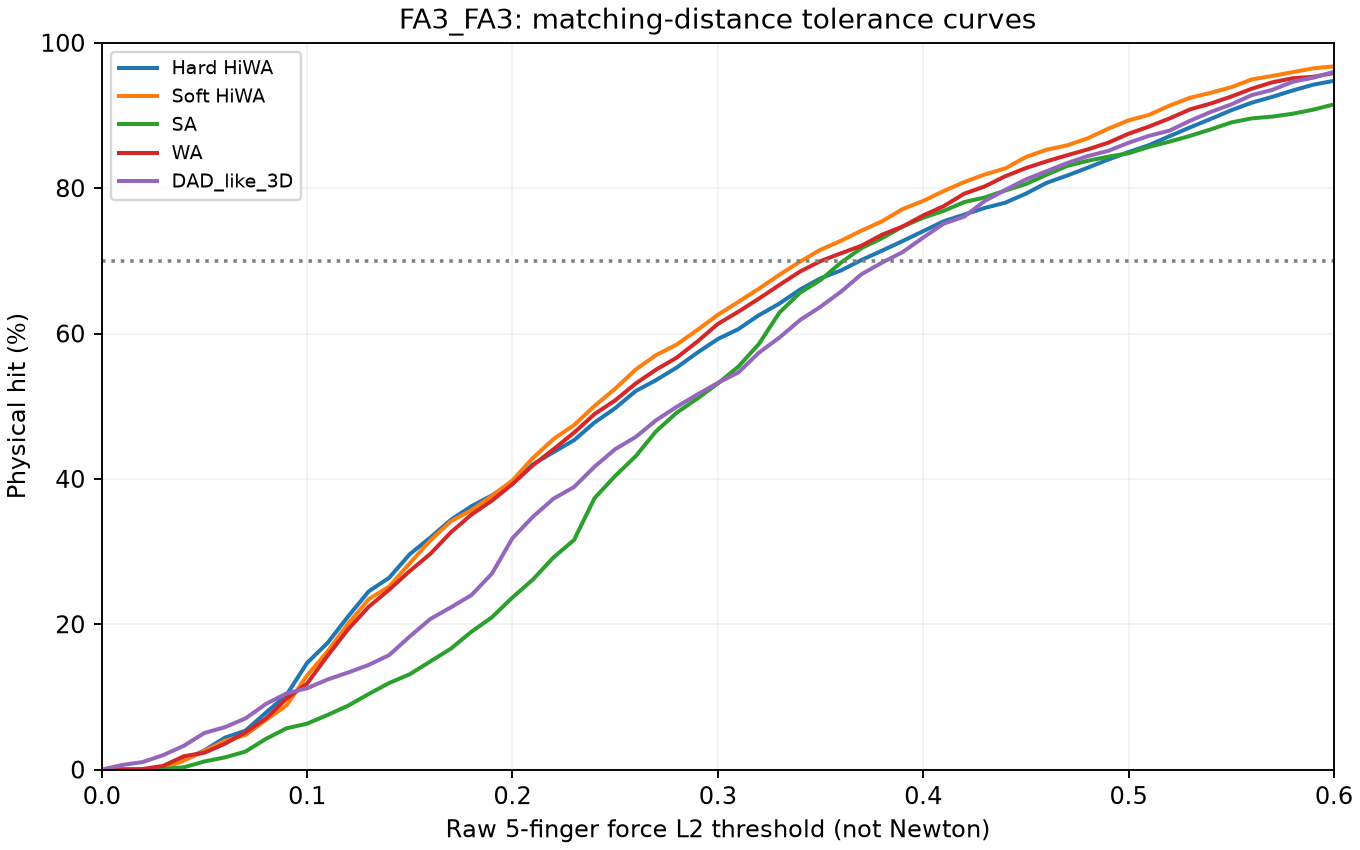 FA3_FA3: matching-distance tolerance curves
Hard HiWA
Soft HiWA
SA
WA
DAD_like_3D
Physical hit (%)
100
80
60
40
20
0
0.0 0.1 0.2 0.3 0.4 0.5 0.6
Raw 5-finger force L2 threshold (not Newton)